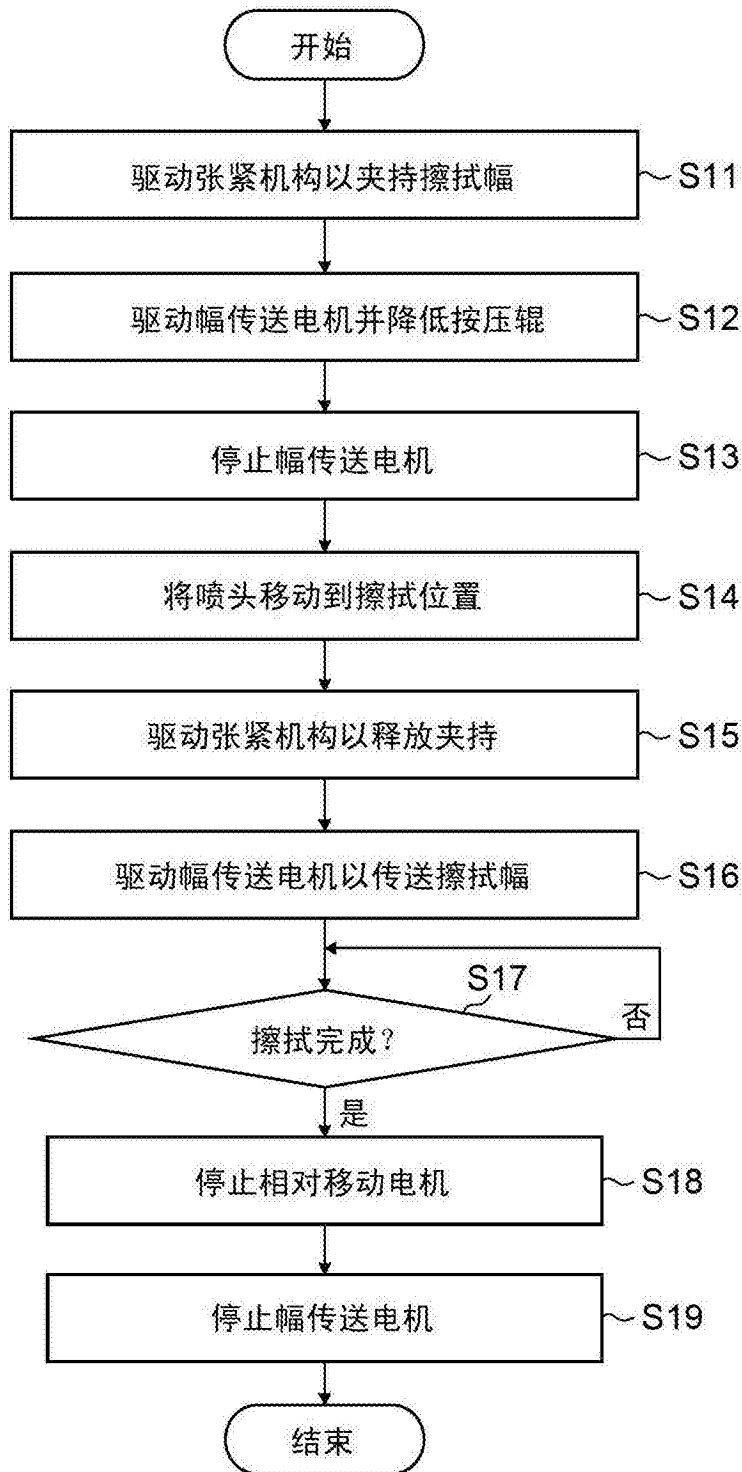 开始
驱动张紧机构以夹持擦拭幅
S11
驱动幅传送电机并降低按压辊
S12
停止幅传送电机
S13
将喷头移动到擦拭位置
S14
驱动张紧机构以释放夹持
S15
驱动幅传送电机以传送擦拭幅
S16
S17
擦拭完成？
否
是
停止相对移动电机
S18
停止幅传送电机
S19
结束